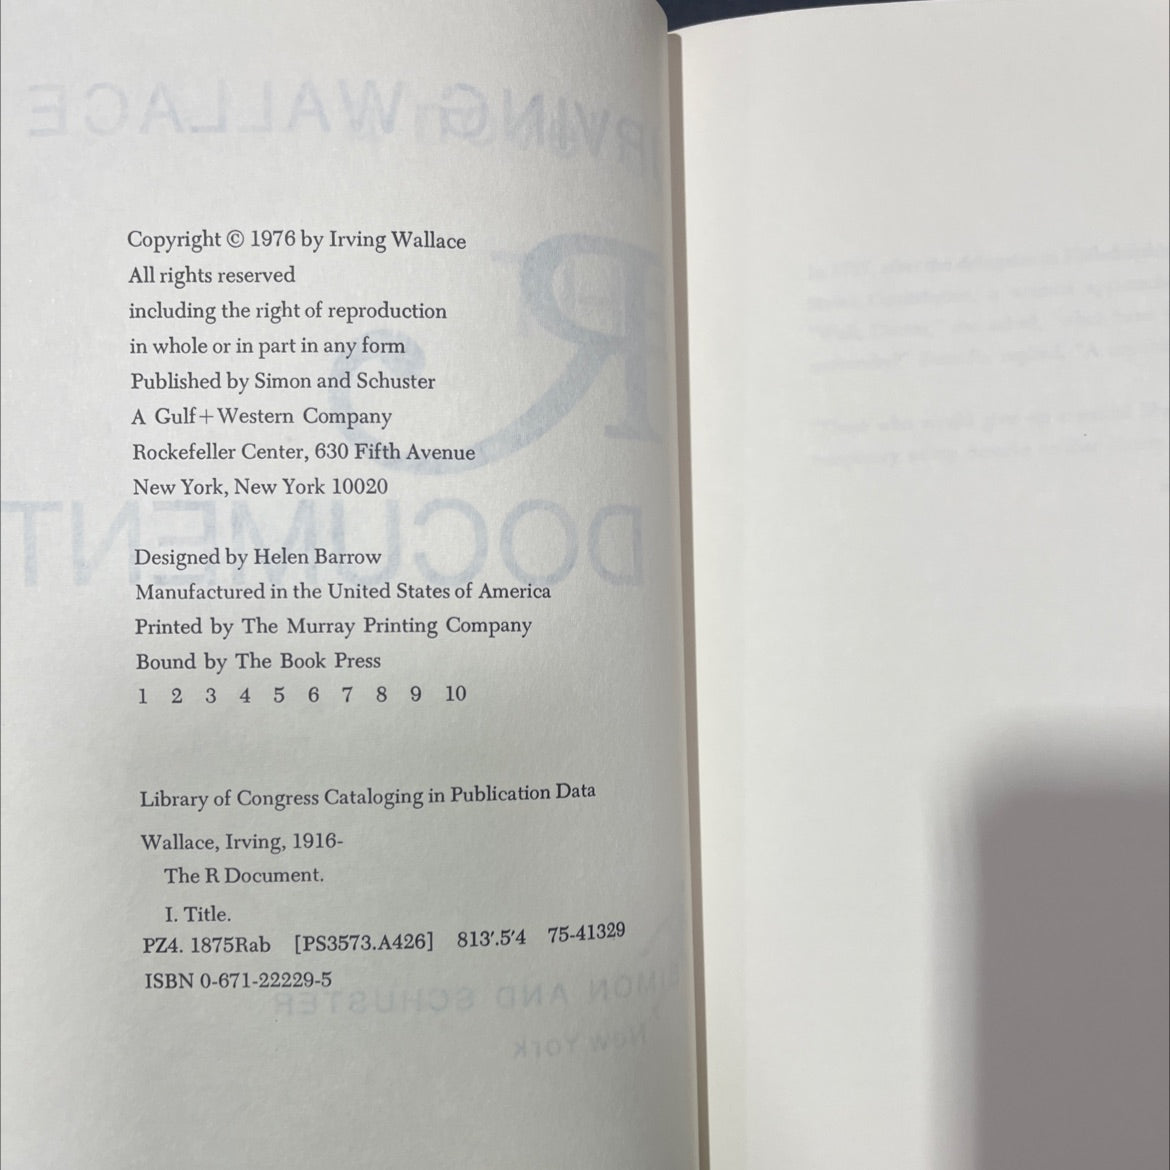 Copyright © 1976 by Irving Wallace
All rights reserved
including the right of reproduction
in whole or in part in any form
Published by Simon and Schuster
A Gulf+Western Company
Rockefeller Center, 630 Fifth Avenue
New York, New York 10020
Designed by Helen Barrow
Manufactured in the United States of America
Printed by The Murray Printing Company
Bound by The Book Press
1 2 3 4 5 6 7 8 9 10
Library of Congress Cataloging in Publication Data
Wallace, Irving, 1916-
The R Document.
I. Title.
PZ4. 1875Rab [PS3573.A426] 813'.5'4 75-41329
ISBN 0-671-22229-5